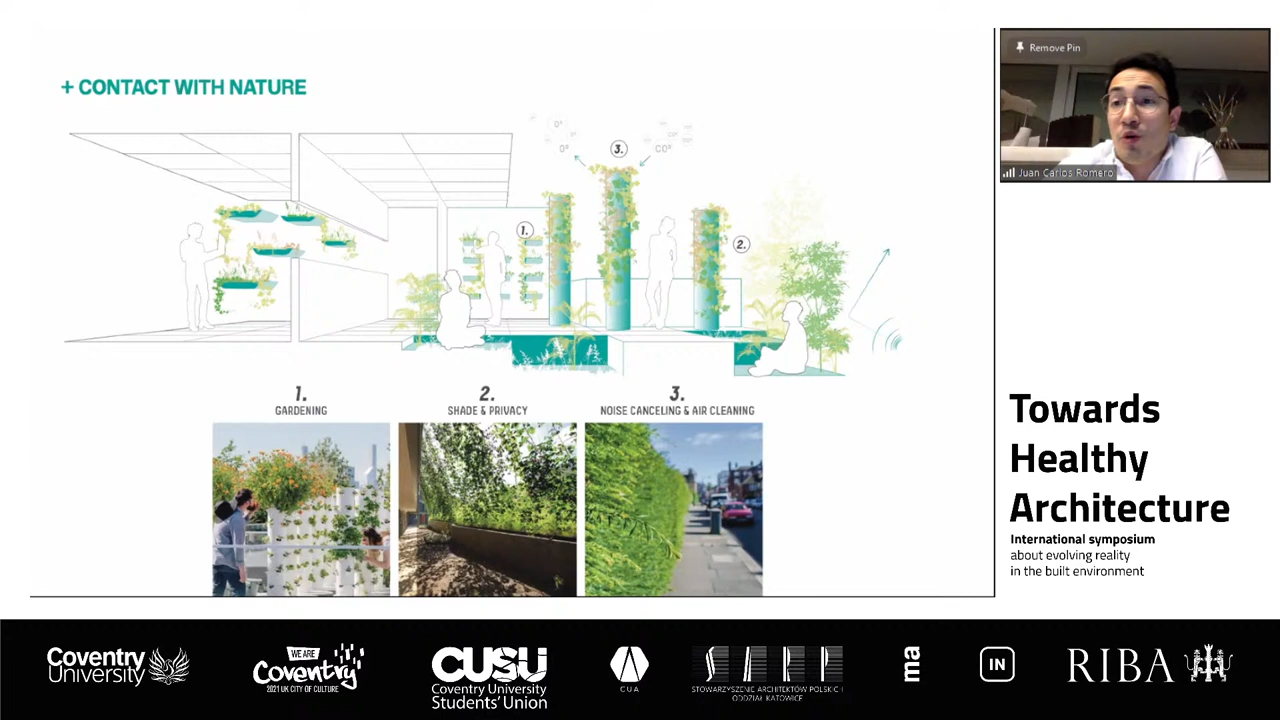 + CONTACT WITH NATURE
3.
1.
2.
1.
GARDENING
2.
SHADE & PRIVACY
3.
NOISE CANCELING & AIR CLEANING
Remove Pin
Juan Carlos Romero
Towards
Healthy
Architecture
International symposium
about evolving reality
in the built environment
Coventry
University
WE ARE
Coventry
2021 UK CITY OF CULTURE
CUSU
Coventry University
Students' Union
CUA
SARP
STOWARZYSZENIE ARCHITEKTÓW POLSKICH
ODDZIAŁ KATOWICE
ma
IN
RIBA